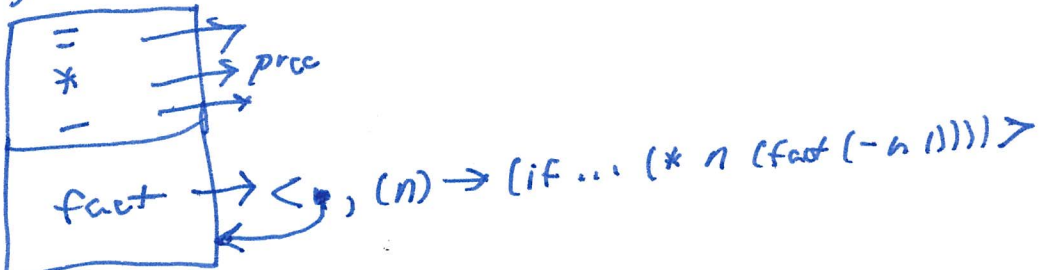 =
* proc
-
fact → < , (n) → (if ... (* n (fact (- n 1))))>